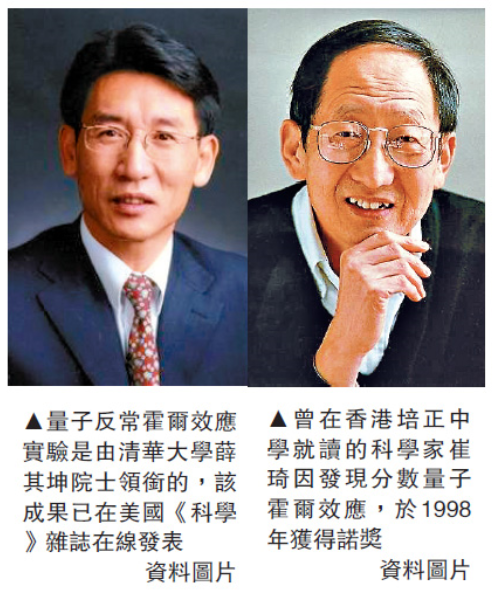 ▲量子反常霍爾效應
實驗是由清華大學薛
其坤院士領銜的，該
成果已在美國《科學
》雜誌在線發表
資料圖片
▲曾在香港培正中
學就讀的科學家崔
琦因發現分數量子
霍爾效應，於1998
年獲得諾獎
資料圖片